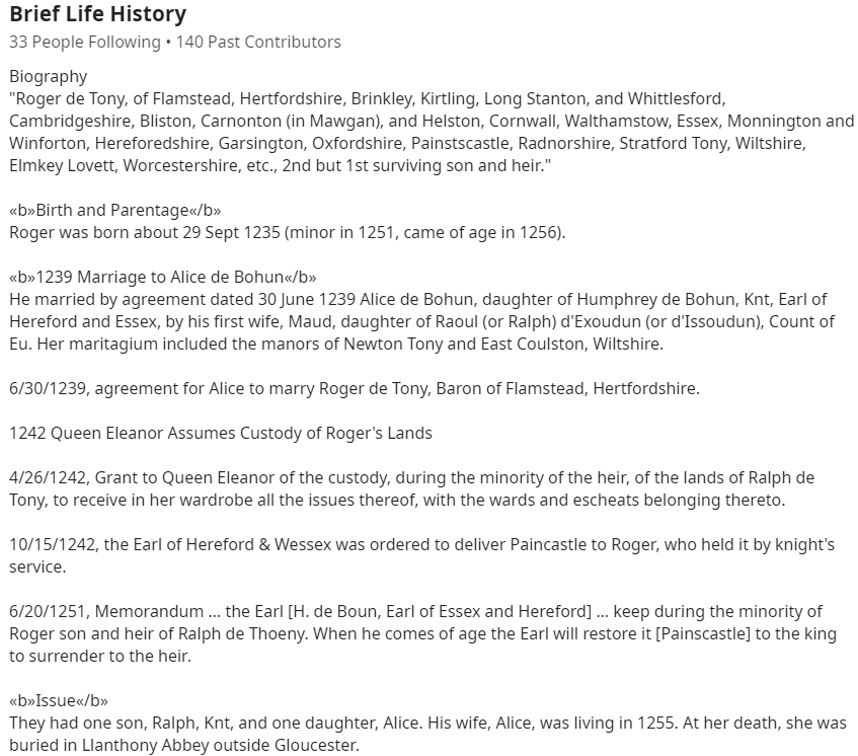 Brief Life History
33 People Following • 140 Past Contributors
Biography
"Roger de Tony, of Flamstead, Hertfordshire, Brinkley, Kirtling, Long Stanton, and Whittlesford,
Cambridgeshire, Bliston, Carnonton (in Mawgan), and Helston, Cornwall, Walthamstow, Essex, Monnington and
Winforton, Hereforedshire, Garsington, Oxfordshire, Painstscastle, Radnorshire, Stratford Tony, Wiltshire,
Elmkey Lovett, Worcestershire, etc., 2nd but 1st surviving son and heir."
«b»Birth and Parentage«/b»
Roger was born about 29 Sept 1235 (minor in 1251, came of age in 1256).
«b»1239 Marriage to Alice de Bohun«/b»
He married by agreement dated 30 June 1239 Alice de Bohun, daughter of Humphrey de Bohun, Knt, Earl of
Hereford and Essex, by his first wife, Maud, daughter of Raoul (or Ralph) d'Exoudun (or d'Issoudun), Count of
Eu. Her maritagium included the manors of Newton Tony and East Coulston, Wiltshire.
6/30/1239, agreement for Alice to marry Roger de Tony, Baron of Flamstead, Hertfordshire.
1242 Queen Eleanor Assumes Custody of Roger's Lands
4/26/1242, Grant to Queen Eleanor of the custody, during the minority of the heir, of the lands of Ralph de
Tony, to receive in her wardrobe all the issues thereof, with the wards and escheats belonging thereto.
10/15/1242, the Earl of Hereford & Wessex was ordered to deliver Paincastle to Roger, who held it by knight's
service.
6/20/1251, Memorandum ... the Earl [H. de Boun, Earl of Essex and Hereford] ... keep during the minority of
Roger son and heir of Ralph de Thoeny. When he comes of age the Earl will restore it [Painscastle] to the king
to surrender to the heir.
«b»Issue«/b»
They had one son, Ralph, Knt, and one daughter, Alice. His wife, Alice, was living in 1255. At her death, she was
buried in Llanthony Abbey outside Gloucester.